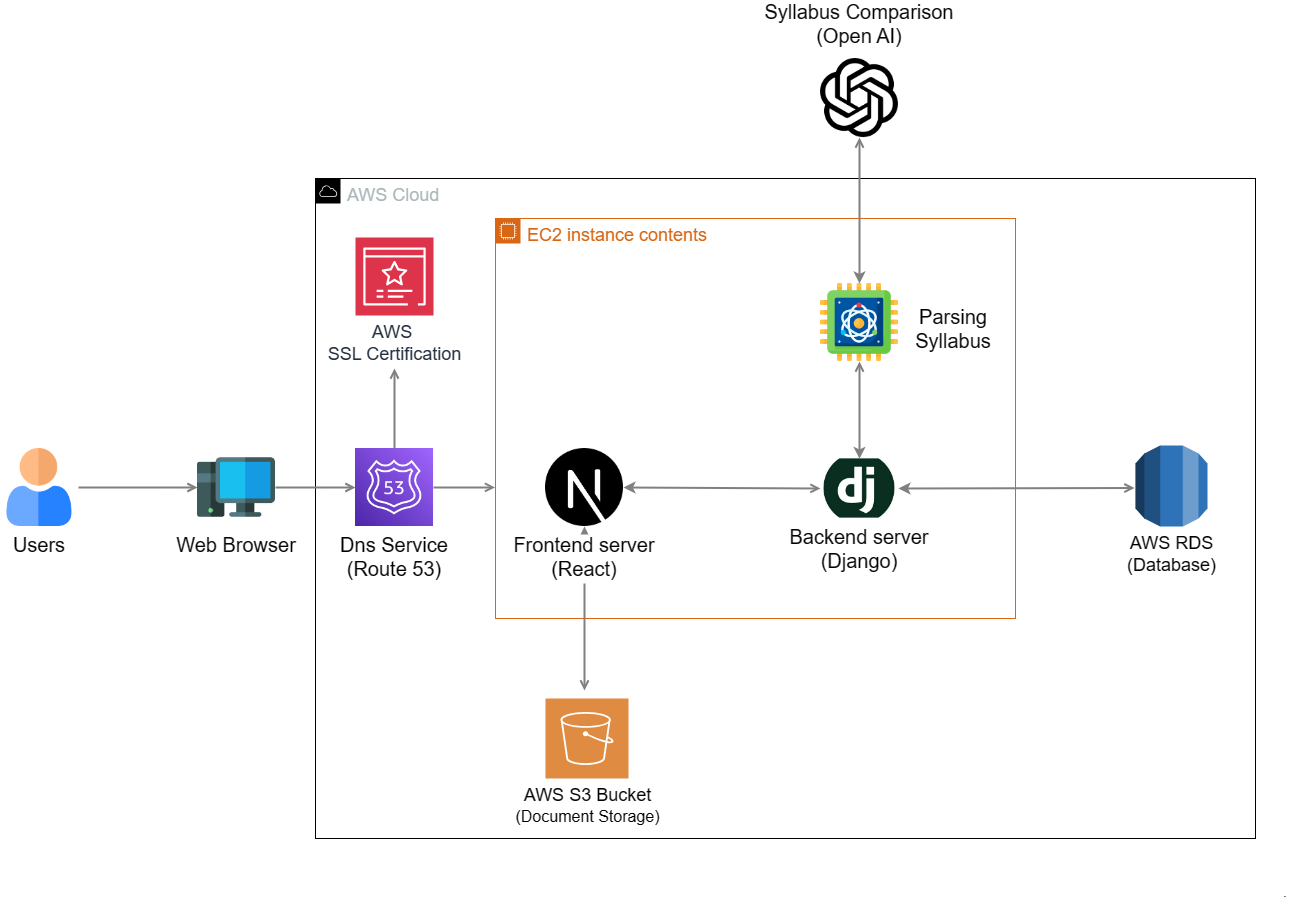 Syllabus Comparison
(Open AI)
AWS Cloud
EC2 instance contents
AWS
SSL Certification
Parsing
Syllabus
53
dj
Users
Web Browser
Dns Service
(Route 53)
Frontend server
(React)
Backend server
(Django)
AWS RDS
(Database)
AWS S3 Bucket
(Document Storage)